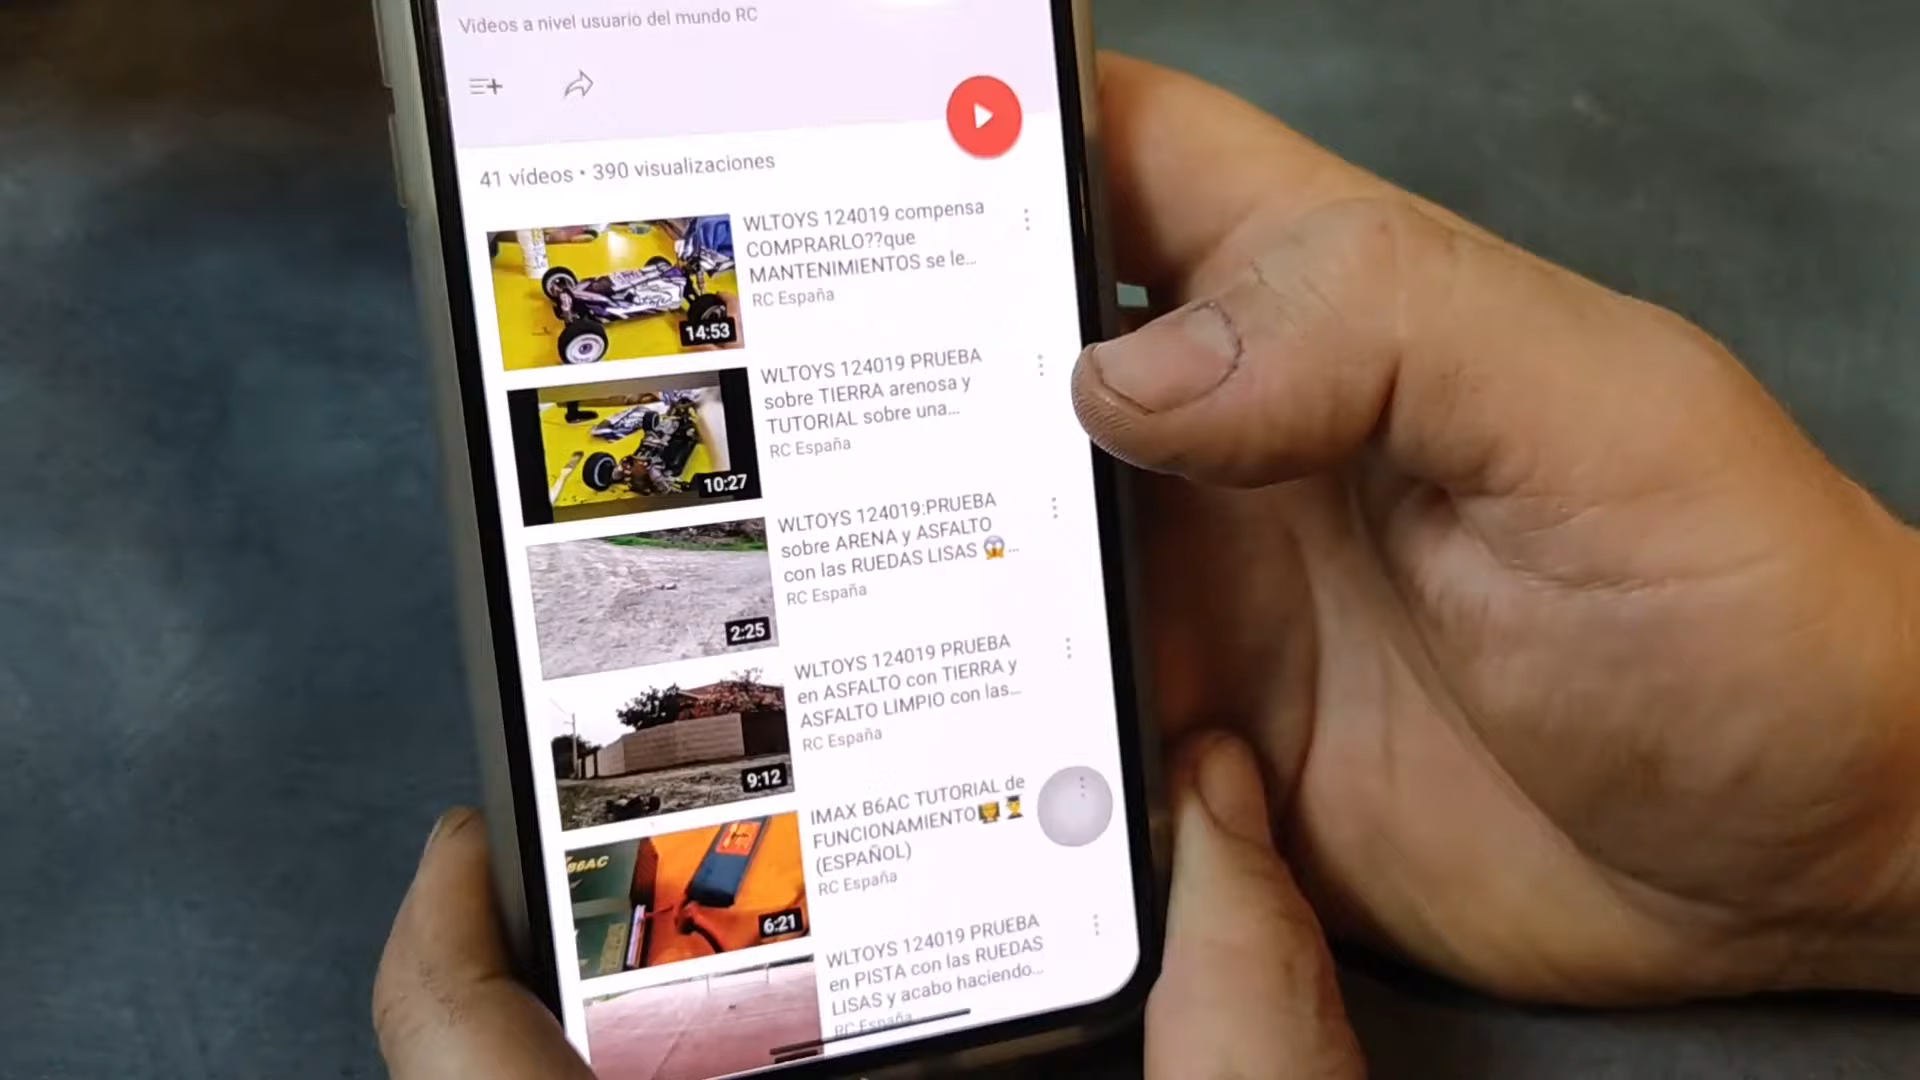 Videos a nivel usuario del mundo RC
41 vídeos • 390 visualizaciones
WLTOYS 124019 compensa
COMPRARLO??que
MANTENIMIENTOS se le...
RC España
14:53
WLTOYS 124019 PRUEBA
sobre TIERRA arenosa y
TUTORIAL sobre una...
RC España
10:27
WLTOYS 124019:PRUEBA
sobre ARENA y ASFALTO
con las RUEDAS LISAS 😱...
RC España
2:25
WLTOYS 124019 PRUEBA
en ASFALTO con TIERRA y
ASFALTO LIMPIO con las...
RC España
9:12
IMAX B6AC TUTORIAL de
FUNCIONAMIENTO👨‍🏫👨‍🎓
(ESPAÑOL)
RC España
B6AC
6:21
WLTOYS 124019 PRUEBA
en PISTA con las RUEDAS
LISAS y acabo haciendo...
RC España